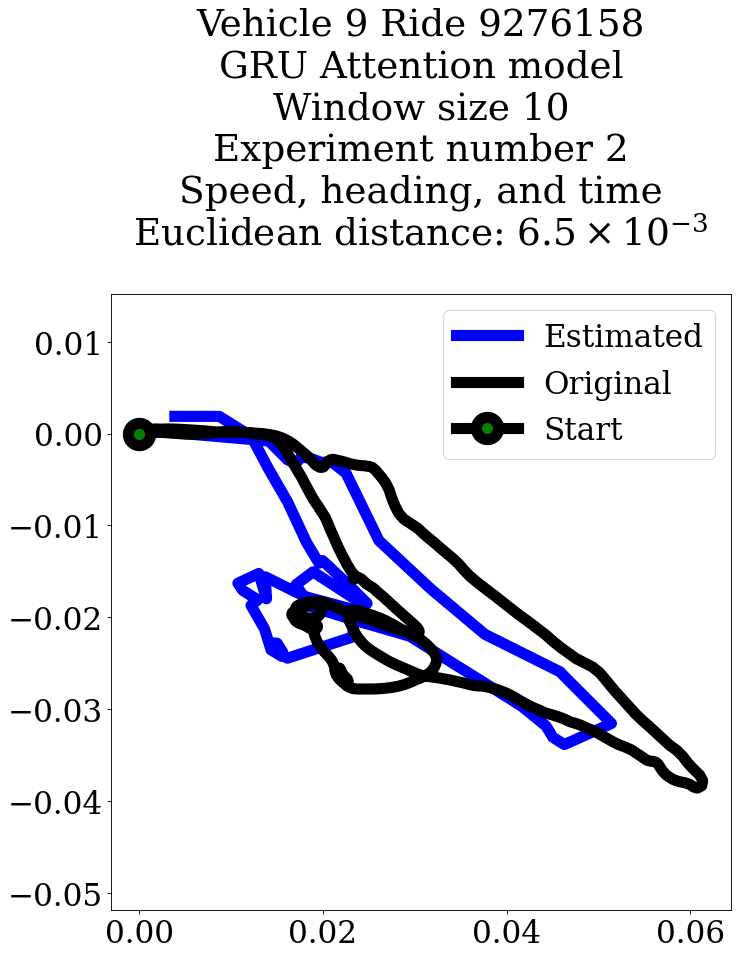 Vehicle 9 Ride 9276158
GRU Attention model
Window size 10
Experiment number 2
Speed, heading, and time
Euclidean distance: 6.5 × 10⁻³
Estimated
Original
Start
0.01
0.00
−0.01
−0.02
−0.03
−0.04
−0.05
0.00 0.02 0.04 0.06